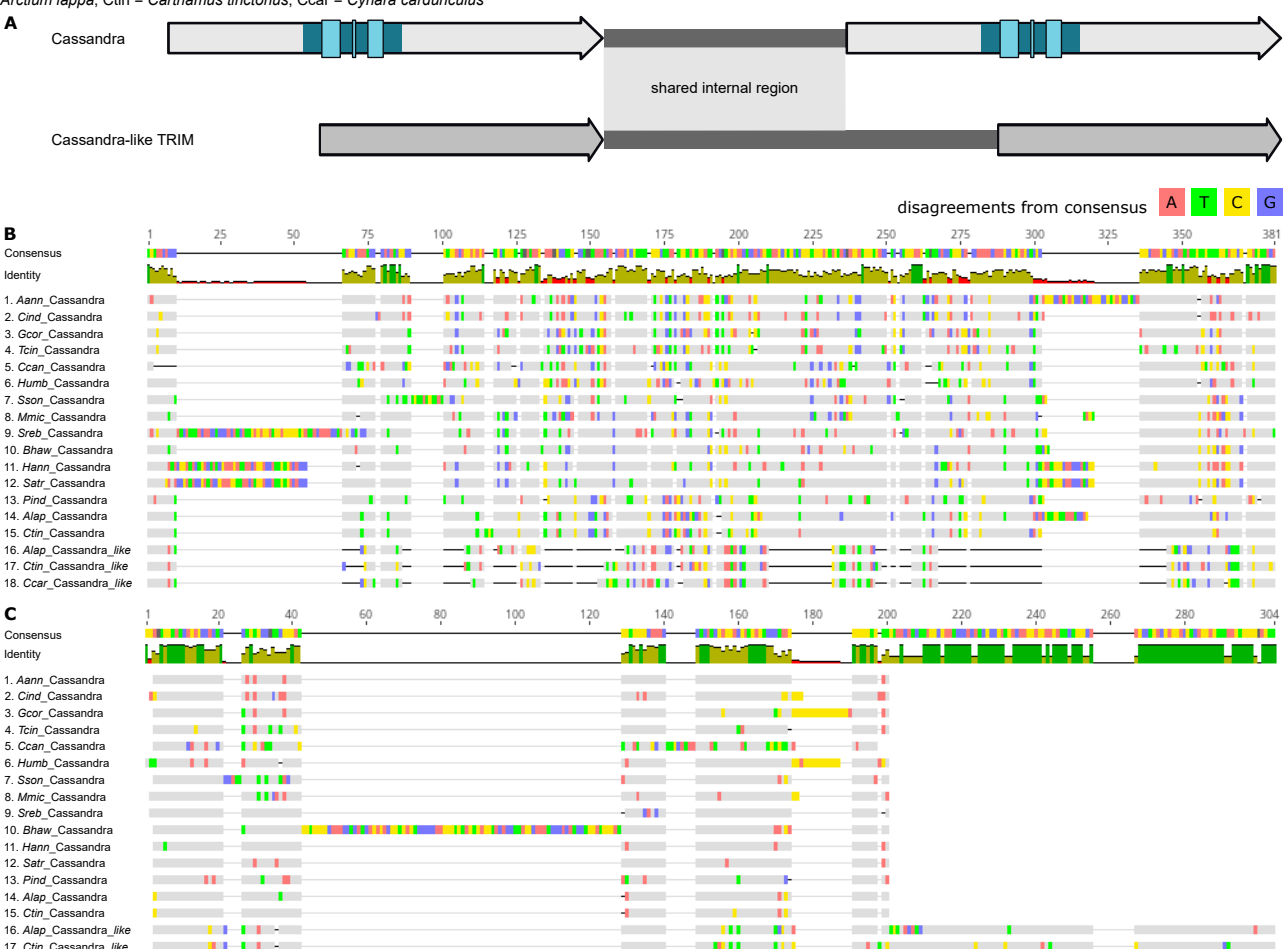 Arctium lappa; Ctin = Carthamus tinctorius; Ccar = Cynara cardunculus
A
Cassandra
shared internal region
Cassandra-like TRIM
disagreements from consensus A T C G
B
1 25 50 75 100 125 150 175 200 225 250 275 300 325 350 381
Consensus
Identity
1. Aann_Cassandra
2. Cind_Cassandra
3. Gcor_Cassandra
4. Tcin_Cassandra
5. Ccan_Cassandra
6. Humb_Cassandra
7. Sson_Cassandra
8. Mmic_Cassandra
9. Sreb_Cassandra
10. Bhaw_Cassandra
11. Hann_Cassandra
12. Satr_Cassandra
13. Pind_Cassandra
14. Alap_Cassandra
15. Ctin_Cassandra
16. Alap_Cassandra_like
17. Ctin_Cassandra_like
18. Ccar_Cassandra_like
C
1 20 40 60 80 100 120 140 160 180 200 220 240 260 280 304
Consensus
Identity
1. Aann_Cassandra
2. Cind_Cassandra
3. Gcor_Cassandra
4. Tcin_Cassandra
5. Ccan_Cassandra
6. Humb_Cassandra
7. Sson_Cassandra
8. Mmic_Cassandra
9. Sreb_Cassandra
10. Bhaw_Cassandra
11. Hann_Cassandra
12. Satr_Cassandra
13. Pind_Cassandra
14. Alap_Cassandra
15. Ctin_Cassandra
16. Alap_Cassandra_like
17. Ctin_Cassandra_like